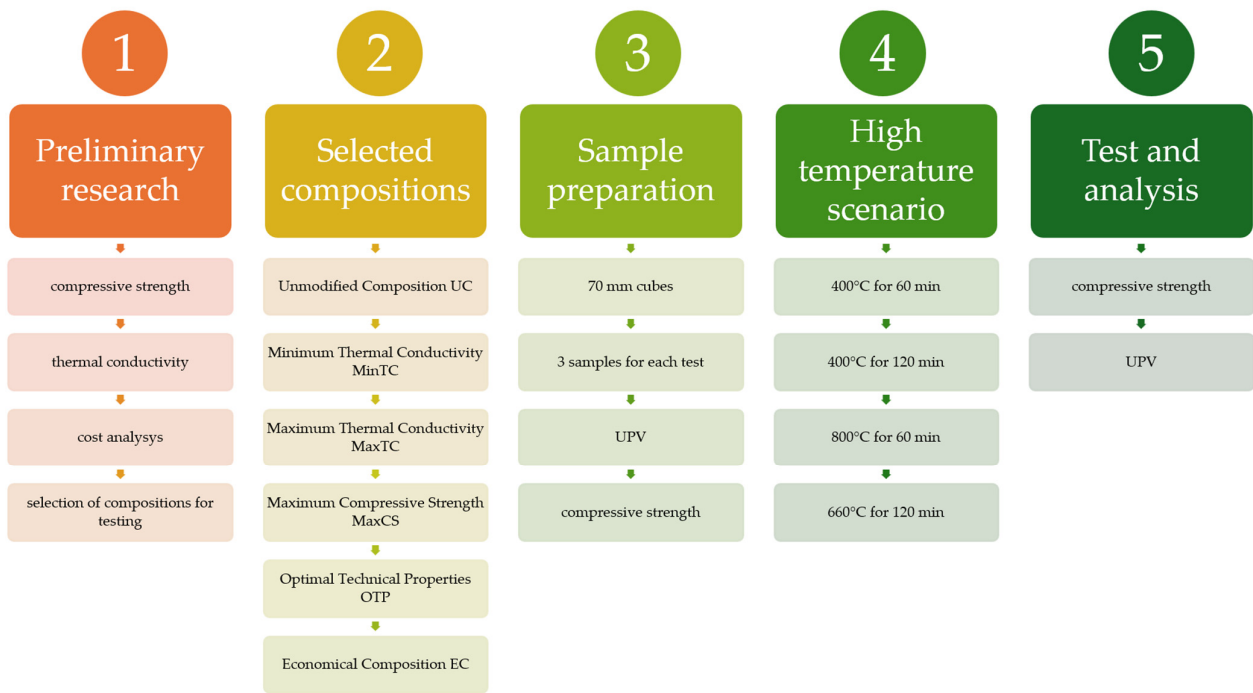 1
Preliminary
research
compressive strength
thermal conductivity
cost analysys
selection of compositions for
testing
2
Selected
compositions
Unmodified Composition UC
Minimum Thermal Conductivity
MinTC
Maximum Thermal Conductivity
MaxTC
Maximum Compressive Strength
MaxCS
Optimal Technical Properties
OTP
Economical Composition EC
3
Sample
preparation
70 mm cubes
3 samples for each test
UPV
compressive strength
4
High
temperature
scenario
400°C for 60 min
400°C for 120 min
800°C for 60 min
660°C for 120 min
5
Test and
analysis
compressive strength
UPV